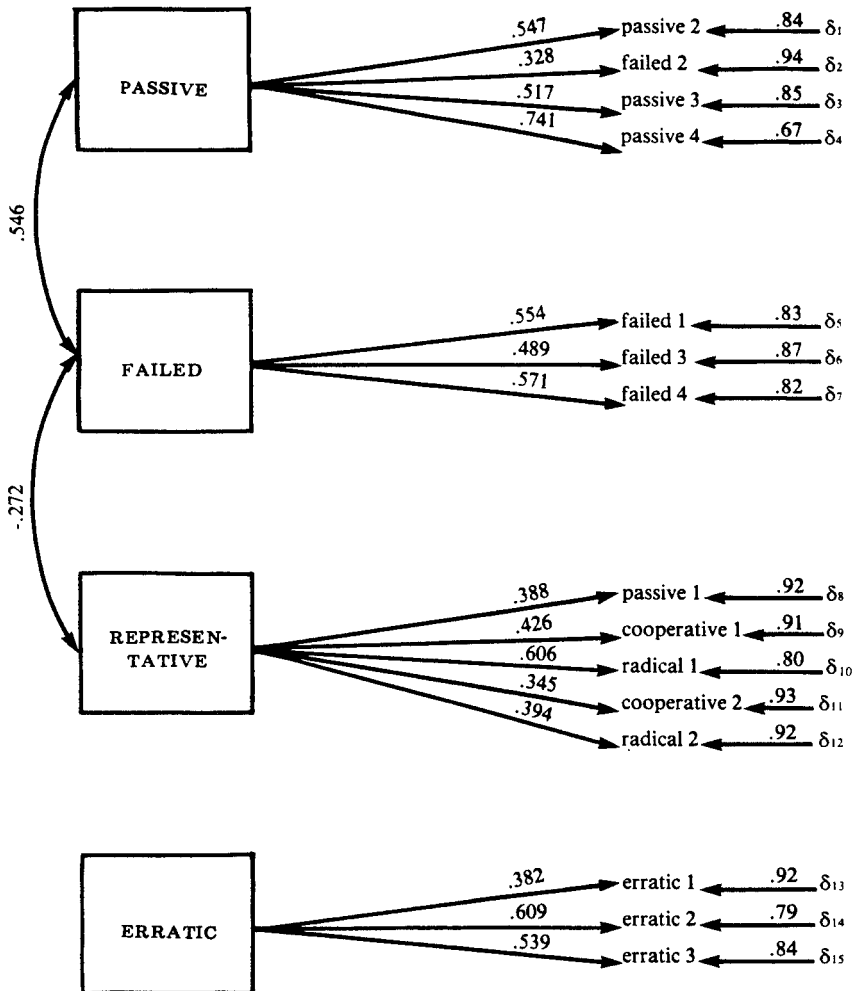 .547 passive 2 .84 δ1
.328 failed 2 .94 δ2
PASSIVE
.517 passive 3 .85 δ3
.741 passive 4 .67 δ4
.546
.554 failed 1 .83 δ5
.489 failed 3 .87 δ6
FAILED
.571 failed 4 .82 δ7
-.272
.388 passive 1 .92 δ8
.426 cooperative 1 .91 δ9
REPRESEN-
TATIVE
.606 radical 1 .80 δ10
.345 cooperative 2 .93 δ11
.394 radical 2 .92 δ12
.382 erratic 1 .92 δ13
.609 erratic 2 .79 δ14
ERRATIC
.539 erratic 3 .84 δ15